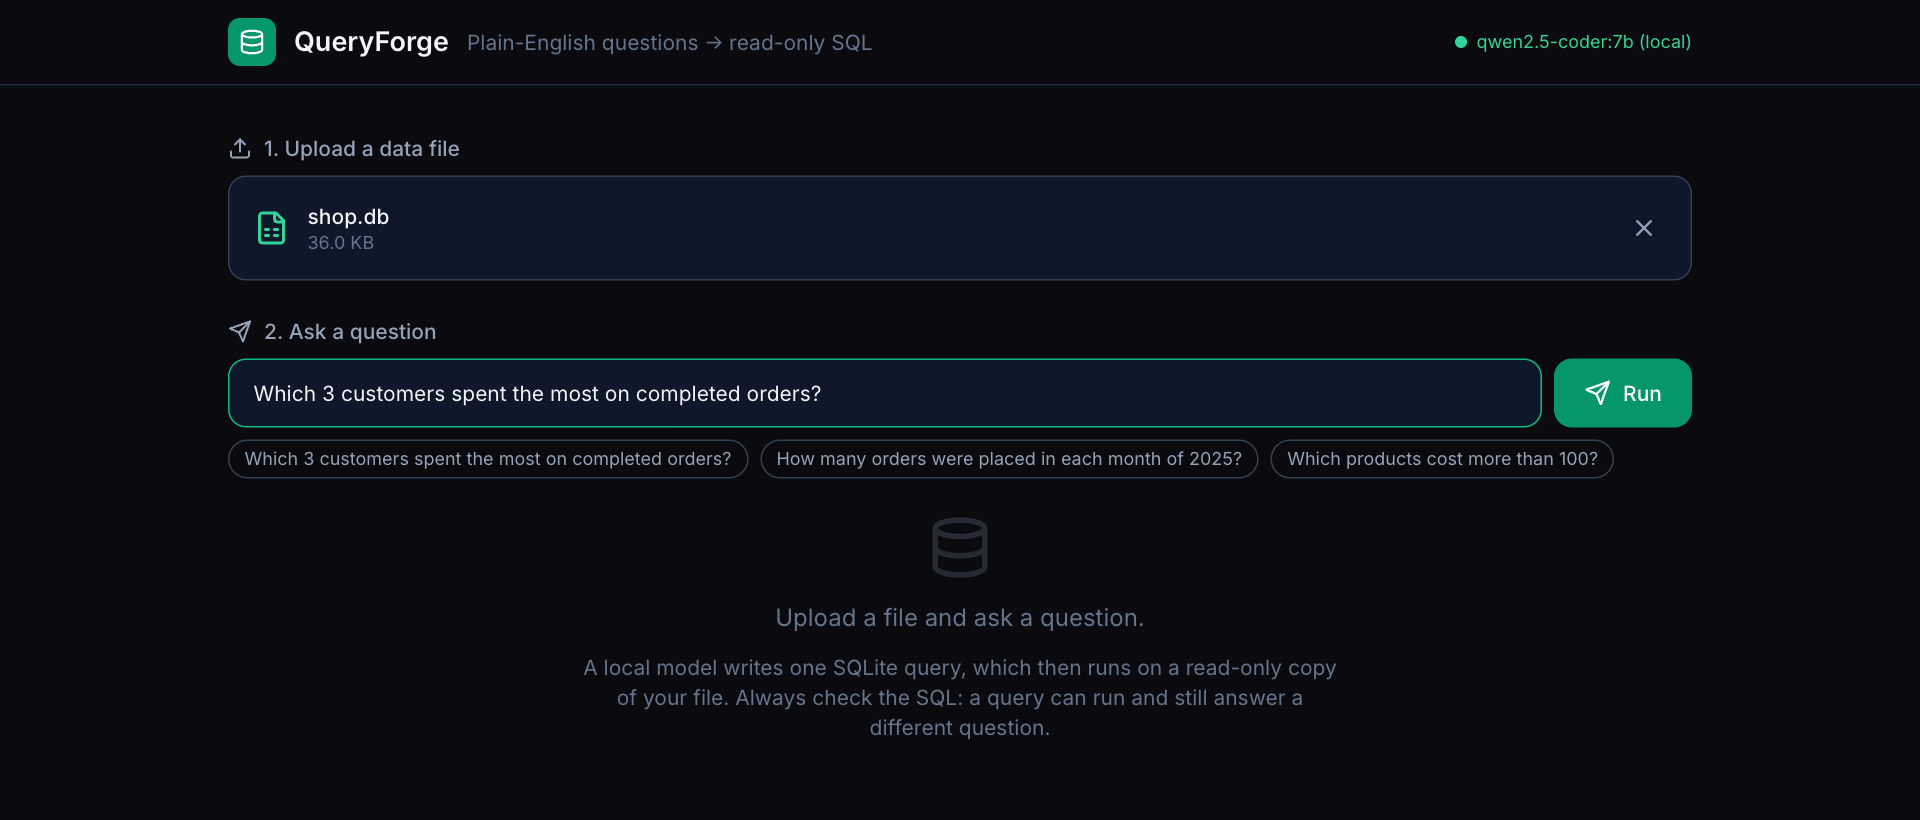 QueryForge Plain-English questions → read-only SQL
qwen2.5-coder:7b (local)
1. Upload a data file
shop.db
36.0 KB
2. Ask a question
Which 3 customers spent the most on completed orders?
Run
Which 3 customers spent the most on completed orders?
How many orders were placed in each month of 2025?
Which products cost more than 100?
Upload a file and ask a question.
A local model writes one SQLite query, which then runs on a read-only copy
of your file. Always check the SQL: a query can run and still answer a
different question.